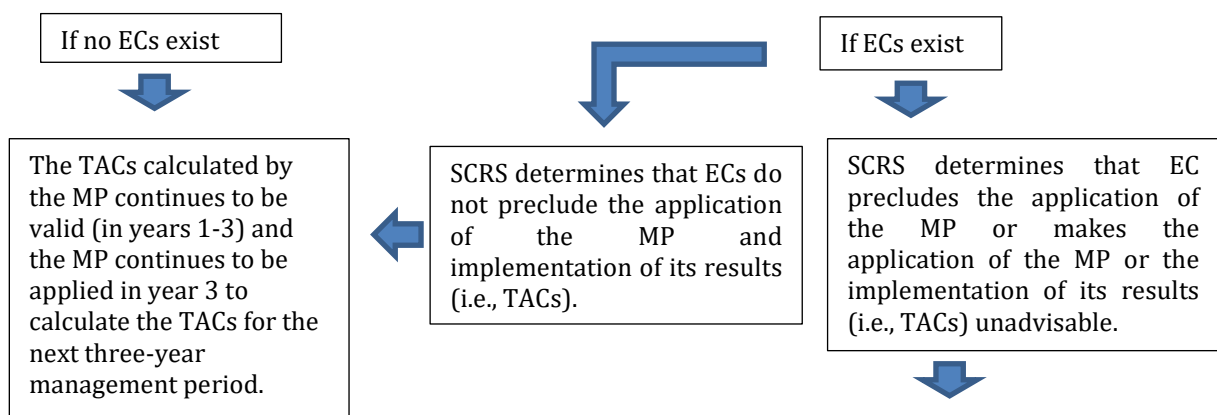 If no ECs exist
If ECs exist
The TACs calculated by
the MP continues to be
valid (in years 1-3) and
the MP continues to be
applied in year 3 to
calculate the TACs for the
next three-year
management period.
SCRS determines that ECs do
not preclude the application
of the MP and
implementation of its results
(i.e., TACs).
SCRS determines that EC
precludes the application of
the MP or makes the
application of the MP or the
implementation of its results
(i.e., TACs) unadvisable.